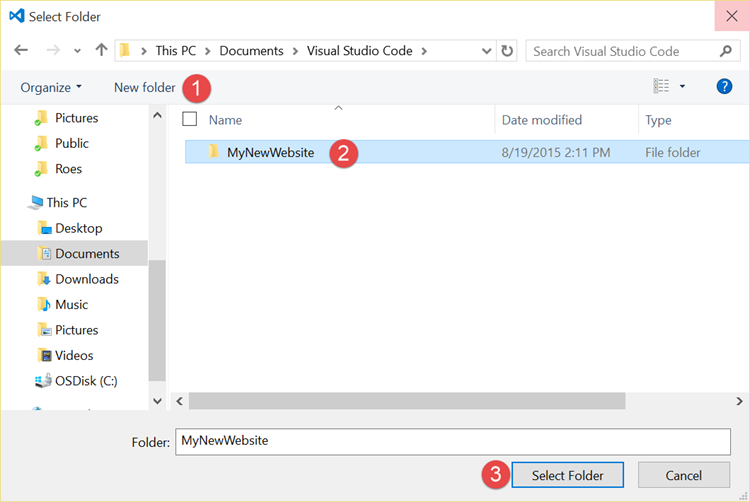 Select Folder
This PC > Documents > Visual Studio Code >
Search Visual Studio Code
Organize
New folder
1
?
Name
Date modified
Type
MyNewWebsite
2
8/19/2015 2:11 PM
File folder
Pictures
Public
Roes
This PC
Desktop
Documents
Downloads
Music
Pictures
Videos
OSDisk (C:)
Folder:
MyNewWebsite
3
Select Folder
Cancel